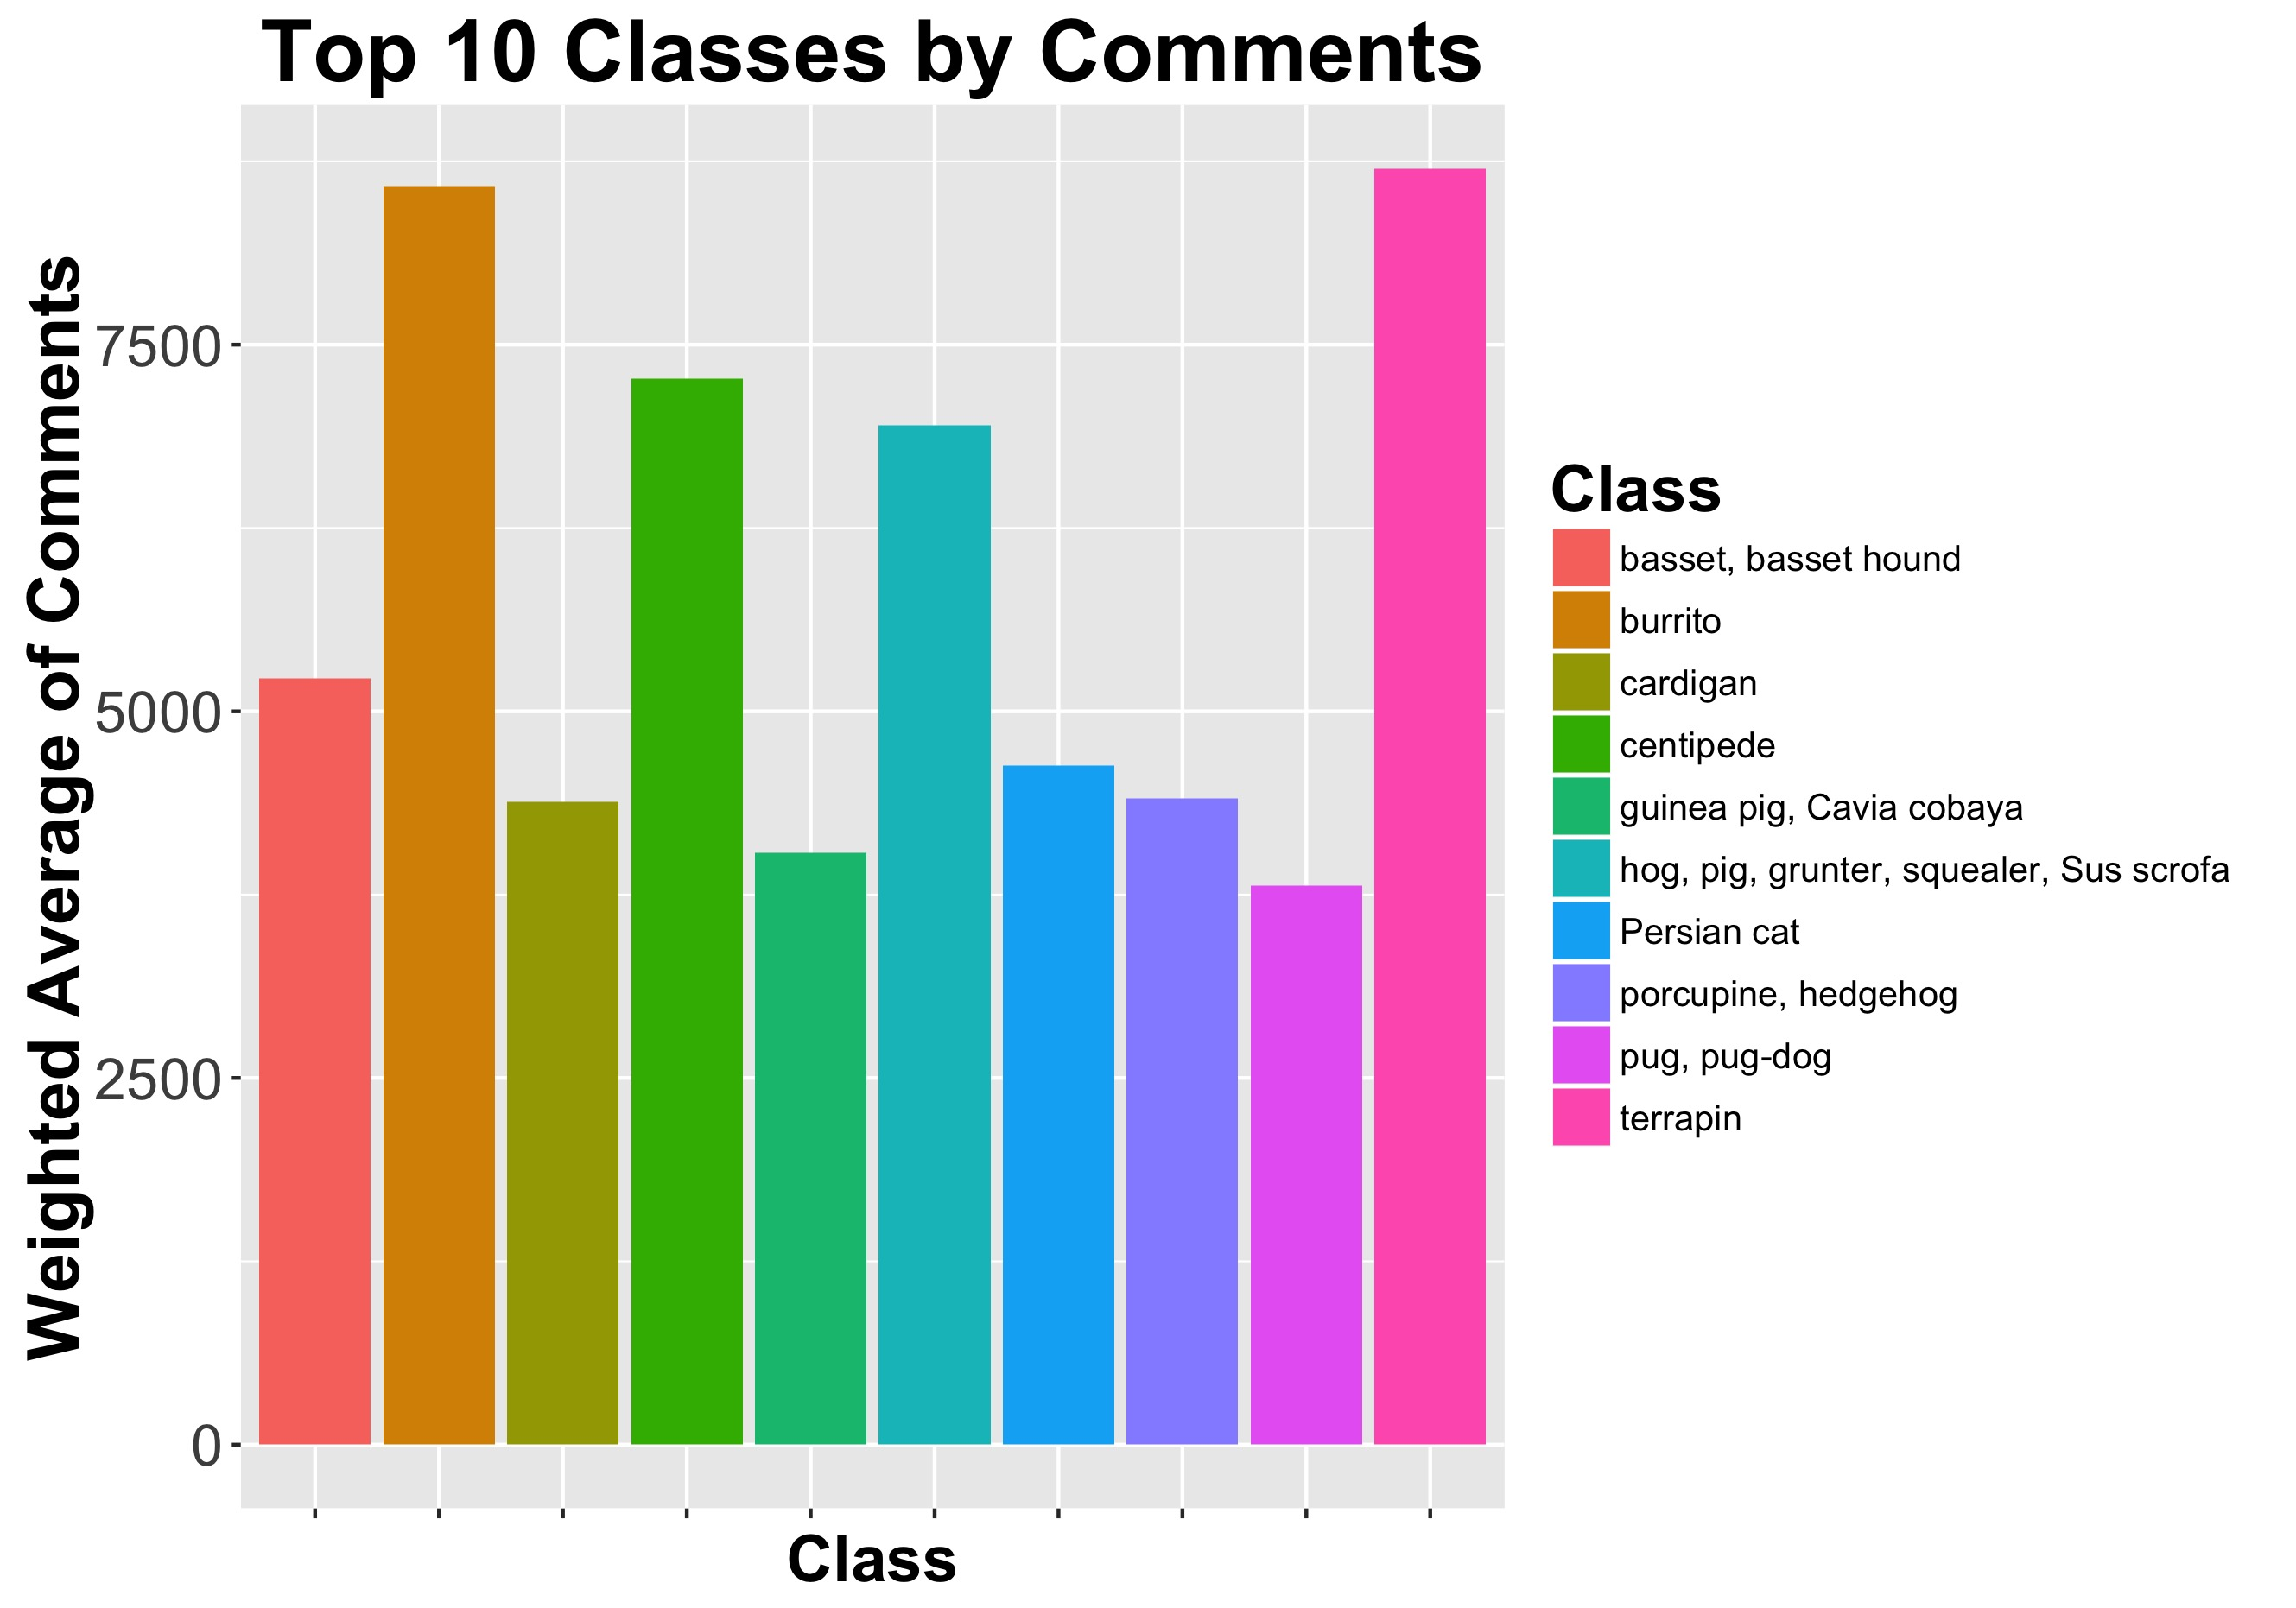 Top 10 Classes by Comments
Weighted Average of Comments
7500
5000
2500
0
Class
Class
basset, basset hound
burrito
cardigan
centipede
guinea pig, Cavia cobaya
hog, pig, grunter, squealer, Sus scrofa
Persian cat
porcupine, hedgehog
pug, pug-dog
terrapin